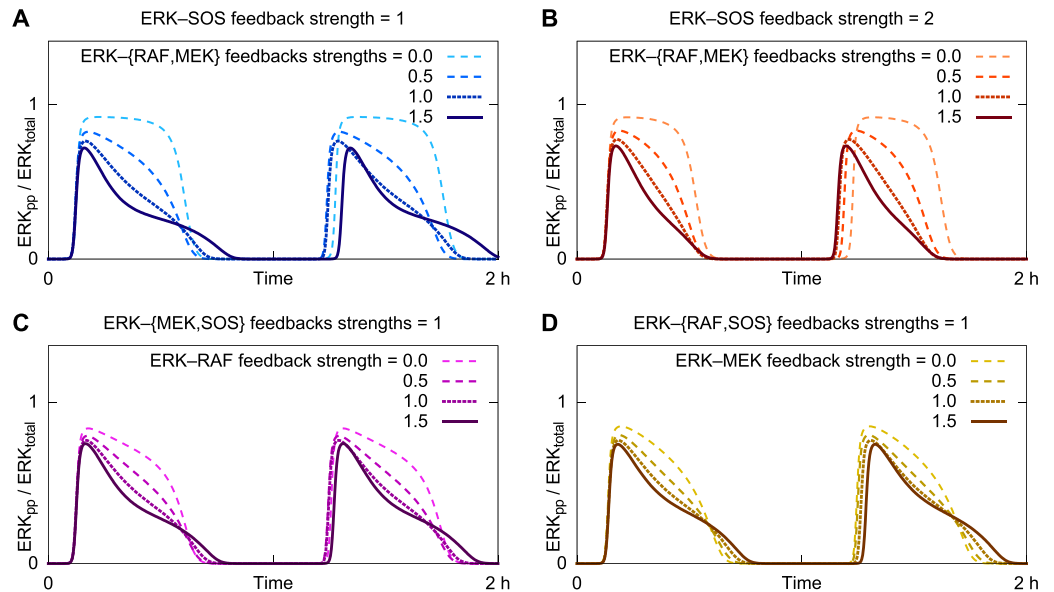 A
ERK–SOS feedback strength = 1
ERK–{RAF,MEK} feedbacks strengths = 0.0
0.5
1.0
1.5
1
0
ERKpp / ERKtotal
Time
2 h
B
ERK–SOS feedback strength = 2
ERK–{RAF,MEK} feedbacks strengths = 0.0
0.5
1.0
1.5
1
0
ERKpp / ERKtotal
0
Time
2 h
C
ERK–{MEK,SOS} feedbacks strengths = 1
ERK–RAF feedback strength = 0.0
0.5
1.0
1.5
1
0
ERKpp / ERKtotal
0
Time
2 h
D
ERK–{RAF,SOS} feedbacks strengths = 1
ERK–MEK feedback strength = 0.0
0.5
1.0
1.5
1
0
ERKpp / ERKtotal
0
Time
2 h